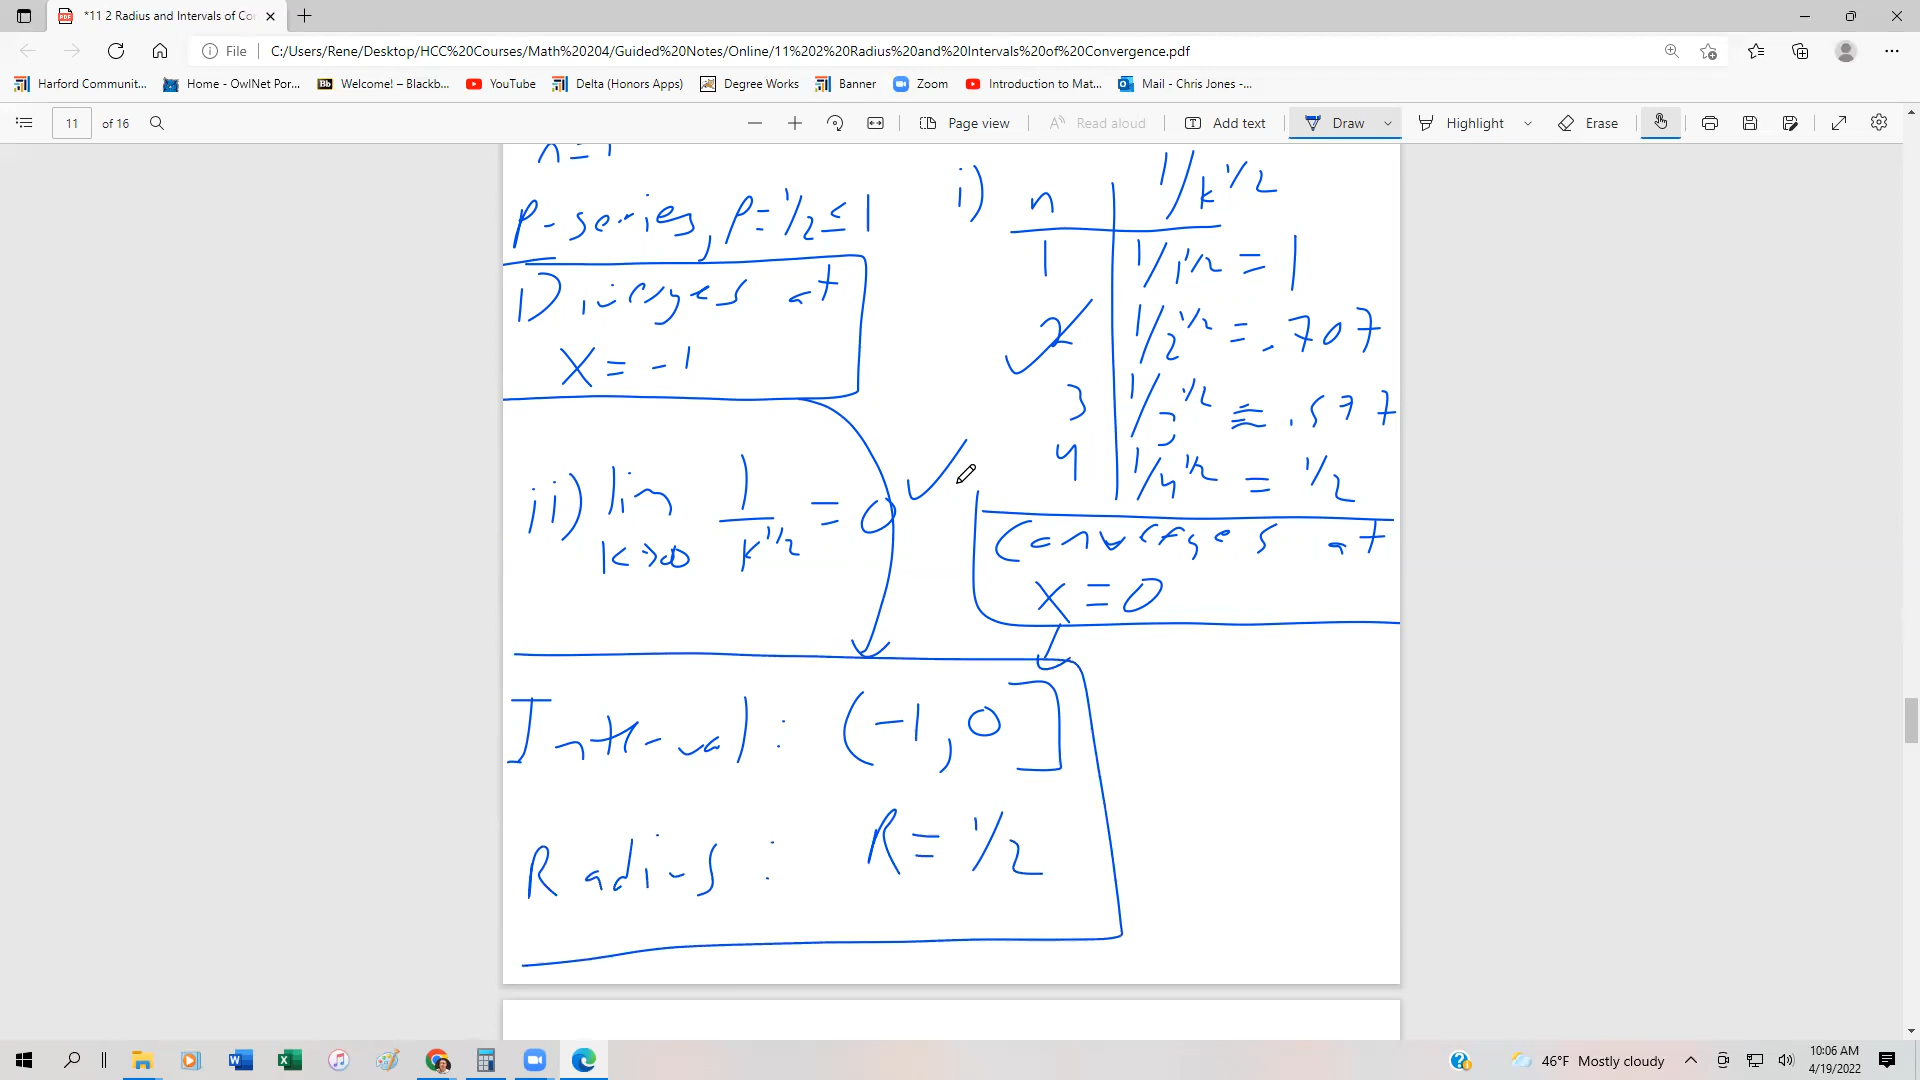 *11 2 Radius and Intervals of Co
File
C:/Users/Rene/Desktop/HCC%20Courses/Math%20204/Guided%20Notes/Online/11%202%20Radius%20and%20Intervals%20of%20Convergence.pdf
Harford Communit... Home - OwlNet Por... Bb Welcome! – Blackb... YouTube Delta (Honors Apps) Degree Works Banner Zoom Introduction to Mat... Mail - Chris Jones -...
11 of 16 Page view Read aloud Add text Draw Highlight Erase
n=1
P-series, p=1/2≤1
Diverges at
X=-1
i) n 1/k^1/2
1 1/1^1/2 = 1
2 1/2^1/2 = .707
3 1/3^1/2 ≅ .577
4 1/4^1/2 = 1/2
Converges at
X=0
ii) lim k→∞ 1/k^1/2 = 0 ✓
Interval: (-1, 0]
Radius: R = 1/2
46°F Mostly cloudy
10:06 AM
4/19/2022